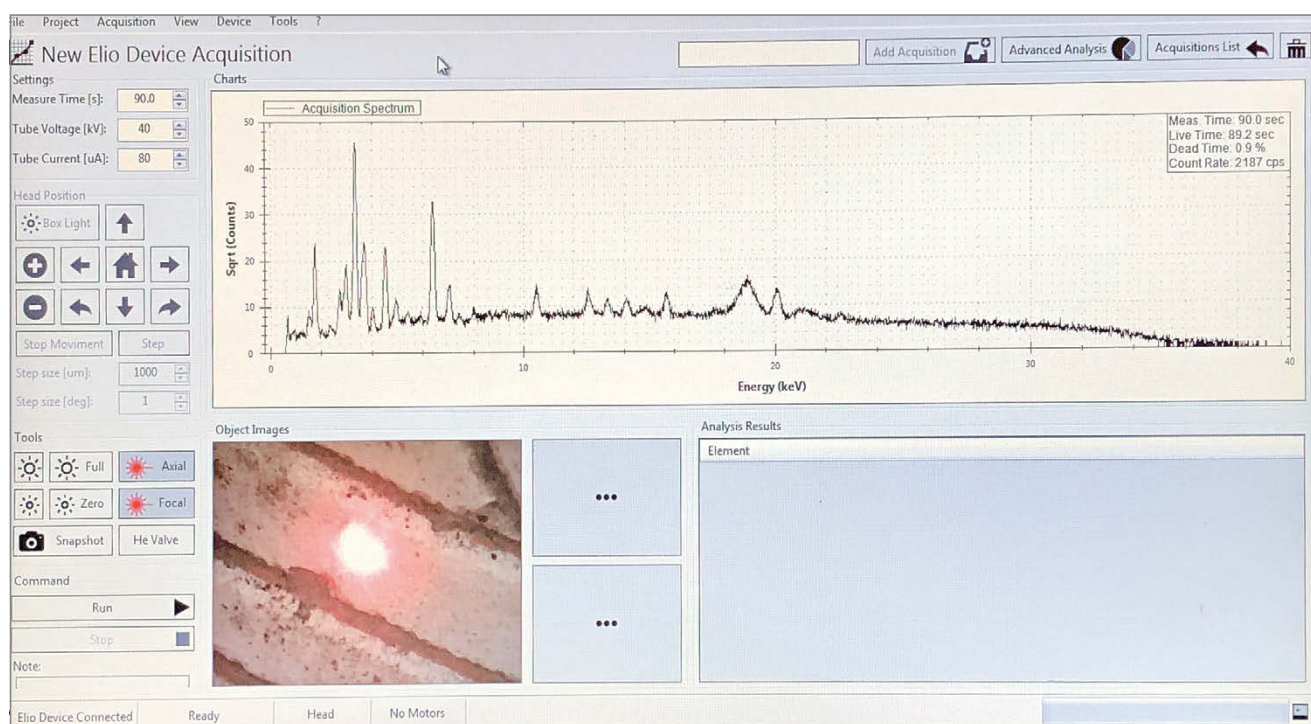 ile Project Acquisition View Device Tools ?
New Elio Device Acquisition
Add Acquisition
Advanced Analysis
Acquisitions List
Settings
Measure Time [s]: 90.0
Tube Voltage [kV]: 40
Tube Current [uA]: 80
Head Position
Box Light
Stop Movment Step
Step size [um]: 1000
Step size [deg]: 1
Tools
Full Axial
Zero Focal
Snapshot He Valve
Command
Run
Stop
Note:
Charts
Acquisition Spectrum
Meas. Time: 90.0 sec
Live Time: 89.2 sec
Dead Time: 0.9 %
Count Rate: 2187 cps
50
40
30
20
10
0
Sqrt (Counts)
0 10 20 30 40
Energy (keV)
Object Images
...
...
Analysis Results
Element
Elio Device Connected Ready Head No Motors